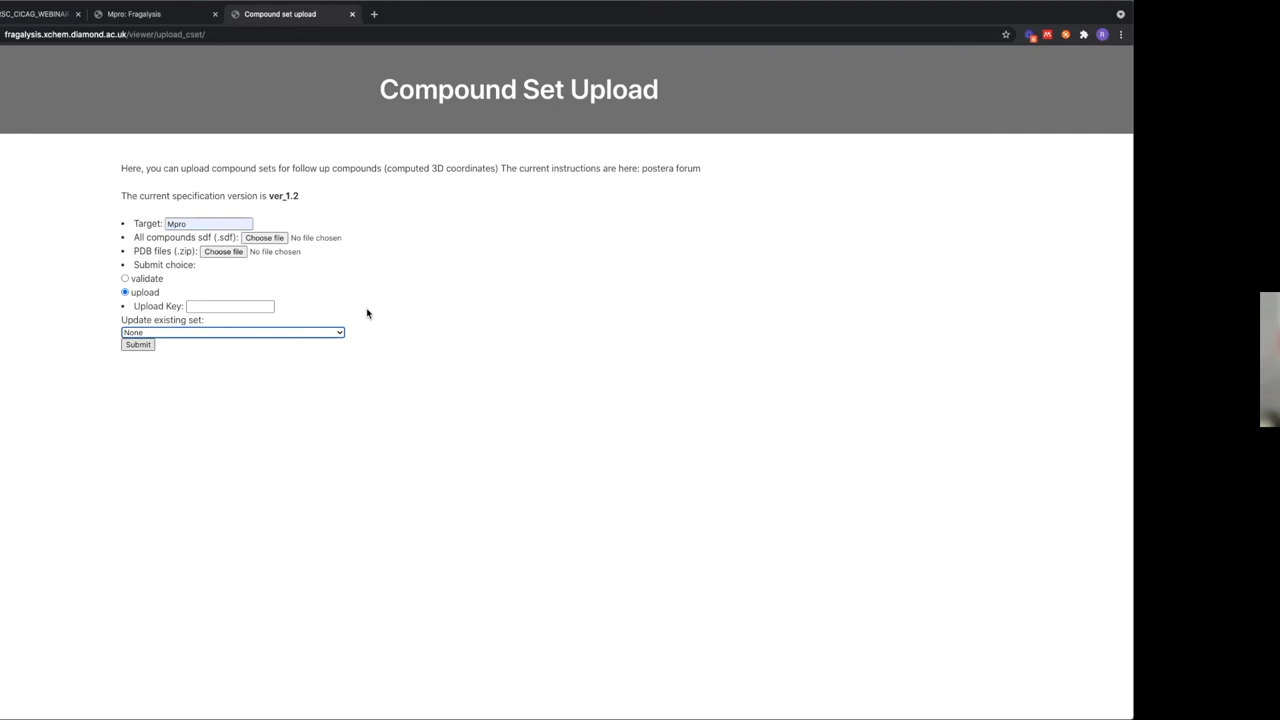 RSC_CICAG_WEBINAR
Mpro: Fragalysis
Compound set upload
fragalysis.xchem.diamond.ac.uk/viewer/upload_cset/
R
Compound Set Upload
Here, you can upload compound sets for follow up compounds (computed 3D coordinates) The current instructions are here: postera forum
The current specification version is ver_1.2
Target: Mpro
All compounds sdf (.sdf): Choose file No file chosen
PDB files (.zip): Choose file No file chosen
Submit choice:
validate
upload
Upload Key:
Update existing set:
None
Submit